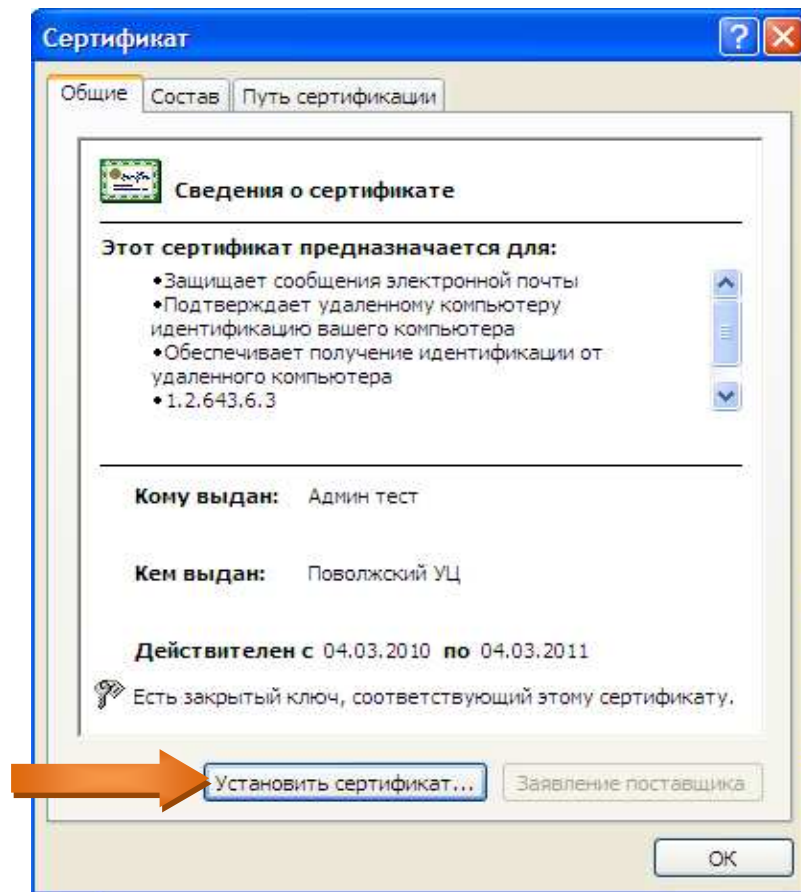 Сертификат
Общие Состав Путь сертификации
Сведения о сертификате
Этот сертификат предназначается для:
•Защищает сообщения электронной почты
•Подтверждает удаленному компьютеру
идентификацию вашего компьютера
•Обеспечивает получение идентификации от
удаленного компьютера
•1.2.643.6.3
Кому выдан: Админ тест
Кем выдан: Поволжский УЦ
Действителен с 04.03.2010 по 04.03.2011
Есть закрытый ключ, соответствующий этому сертификату.
Установить сертификат... Заявление поставщика
ОК